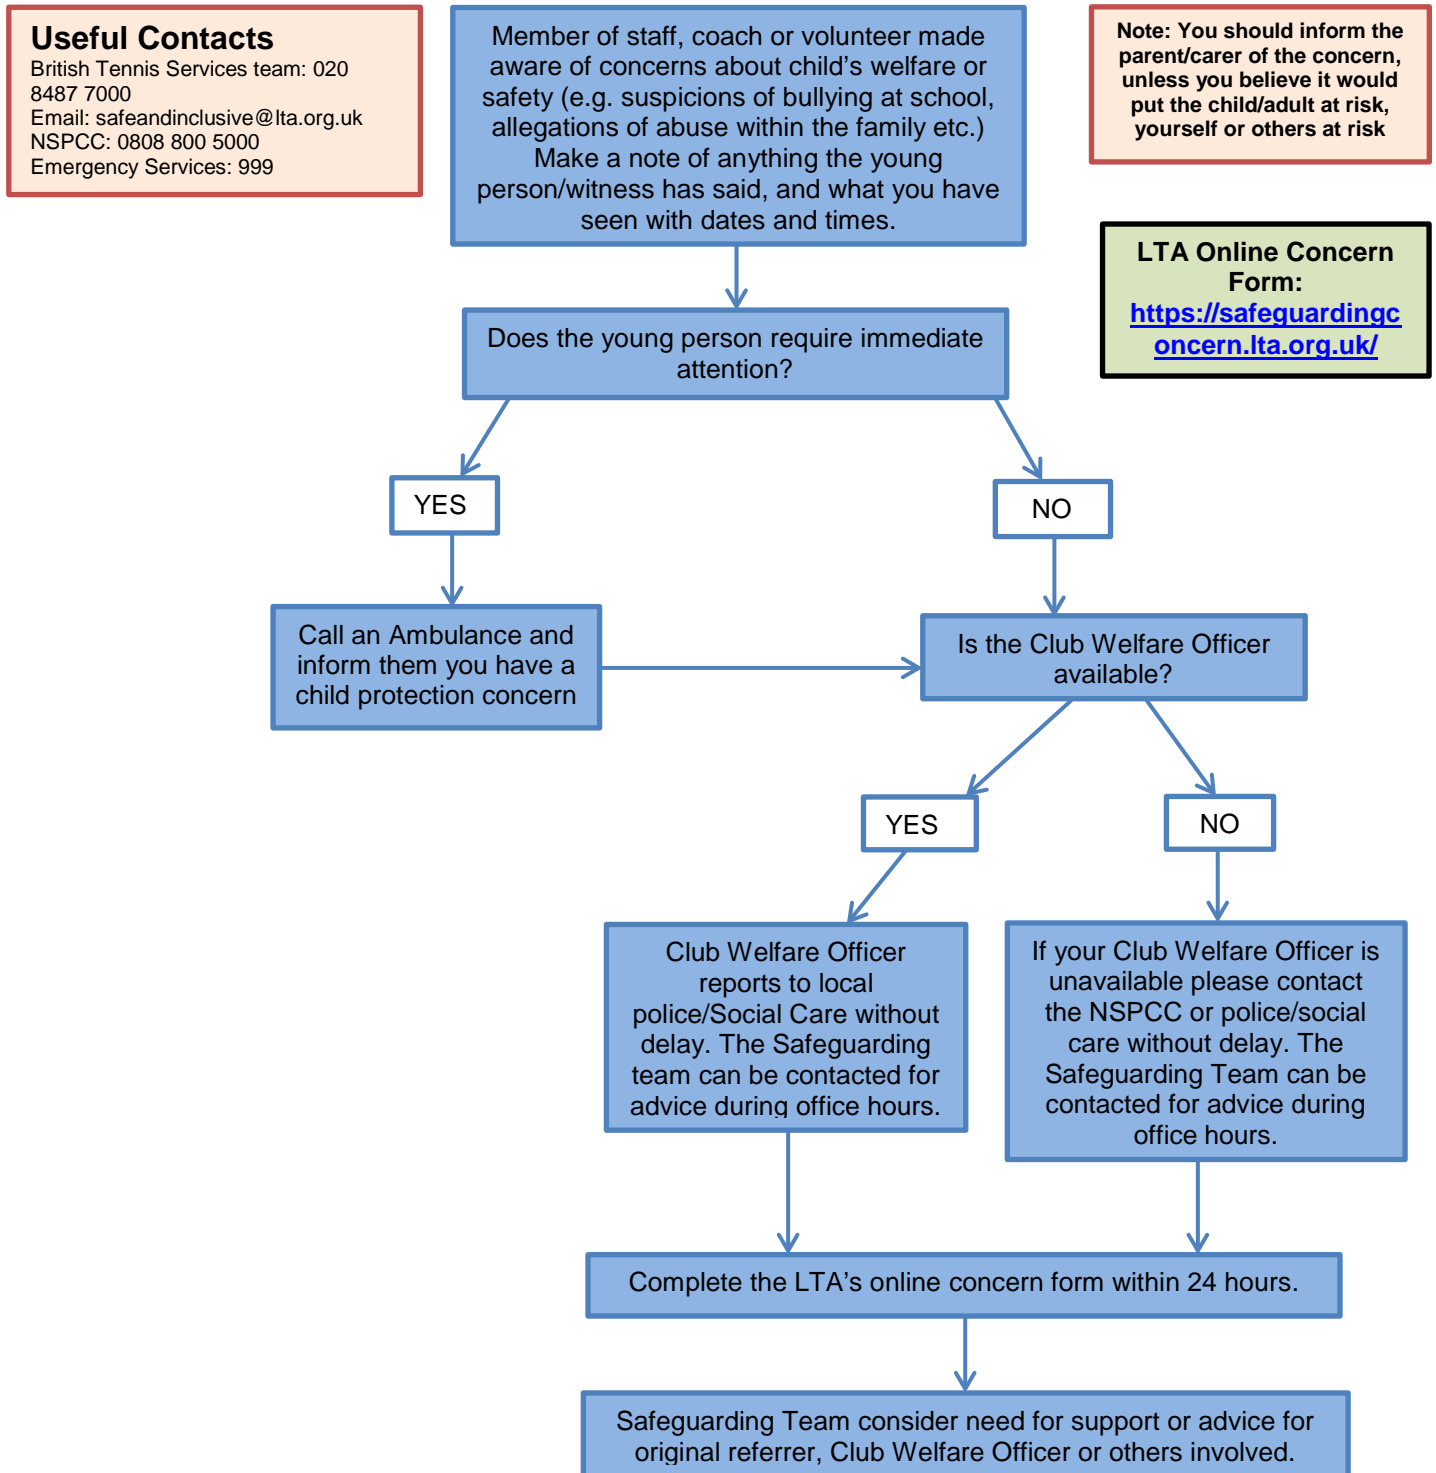 Useful Contacts
British Tennis Services team: 020
8487 7000
Email: safeandinclusive@lta.org.uk
NSPCC: 0808 800 5000
Emergency Services: 999
Member of staff, coach or volunteer made
aware of concerns about child’s welfare or
safety (e.g. suspicions of bullying at school,
allegations of abuse within the family etc.)
Make a note of anything the young
person/witness has said, and what you have
seen with dates and times.
Note: You should inform the
parent/carer of the concern,
unless you believe it would
put the child/adult at risk,
yourself or others at risk
LTA Online Concern
Form:
https://safeguardingc
oncern.lta.org.uk/
Does the young person require immediate
attention?
YES
NO
Call an Ambulance and
inform them you have a
child protection concern
Is the Club Welfare Officer
available?
YES
NO
Club Welfare Officer
reports to local
police/Social Care without
delay. The Safeguarding
team can be contacted for
advice during office hours.
If your Club Welfare Officer is
unavailable please contact
the NSPCC or police/social
care without delay. The
Safeguarding Team can be
contacted for advice during
office hours.
Complete the LTA’s online concern form within 24 hours.
Safeguarding Team consider need for support or advice for
original referrer, Club Welfare Officer or others involved.